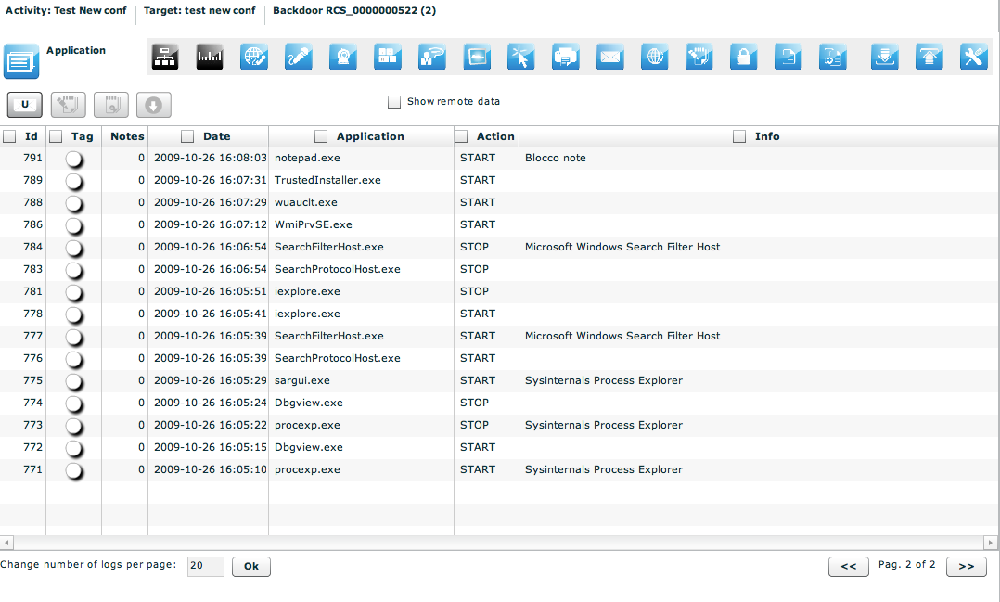 Activity: Test New conf Target: test new conf Backdoor RCS_0000000522 (2)
Application
U
Show remote data
Id Tag Notes Date Application Action Info
791 0 2009-10-26 16:08:03 notepad.exe START Blocco note
789 0 2009-10-26 16:07:31 TrustedInstaller.exe START
788 0 2009-10-26 16:07:29 wuauclt.exe START
786 0 2009-10-26 16:07:12 WmiPrvSE.exe START
784 0 2009-10-26 16:06:54 SearchFilterHost.exe STOP Microsoft Windows Search Filter Host
783 0 2009-10-26 16:06:54 SearchProtocolHost.exe STOP
781 0 2009-10-26 16:05:51 iexplore.exe STOP
778 0 2009-10-26 16:05:41 iexplore.exe START
777 0 2009-10-26 16:05:39 SearchFilterHost.exe START Microsoft Windows Search Filter Host
776 0 2009-10-26 16:05:39 SearchProtocolHost.exe START
775 0 2009-10-26 16:05:29 sargui.exe START Sysinternals Process Explorer
774 0 2009-10-26 16:05:24 Dbgview.exe STOP
773 0 2009-10-26 16:05:22 procexp.exe STOP Sysinternals Process Explorer
772 0 2009-10-26 16:05:15 Dbgview.exe START
771 0 2009-10-26 16:05:10 procexp.exe START Sysinternals Process Explorer
Change number of logs per page: 20 Ok << Pag. 2 of 2 >>